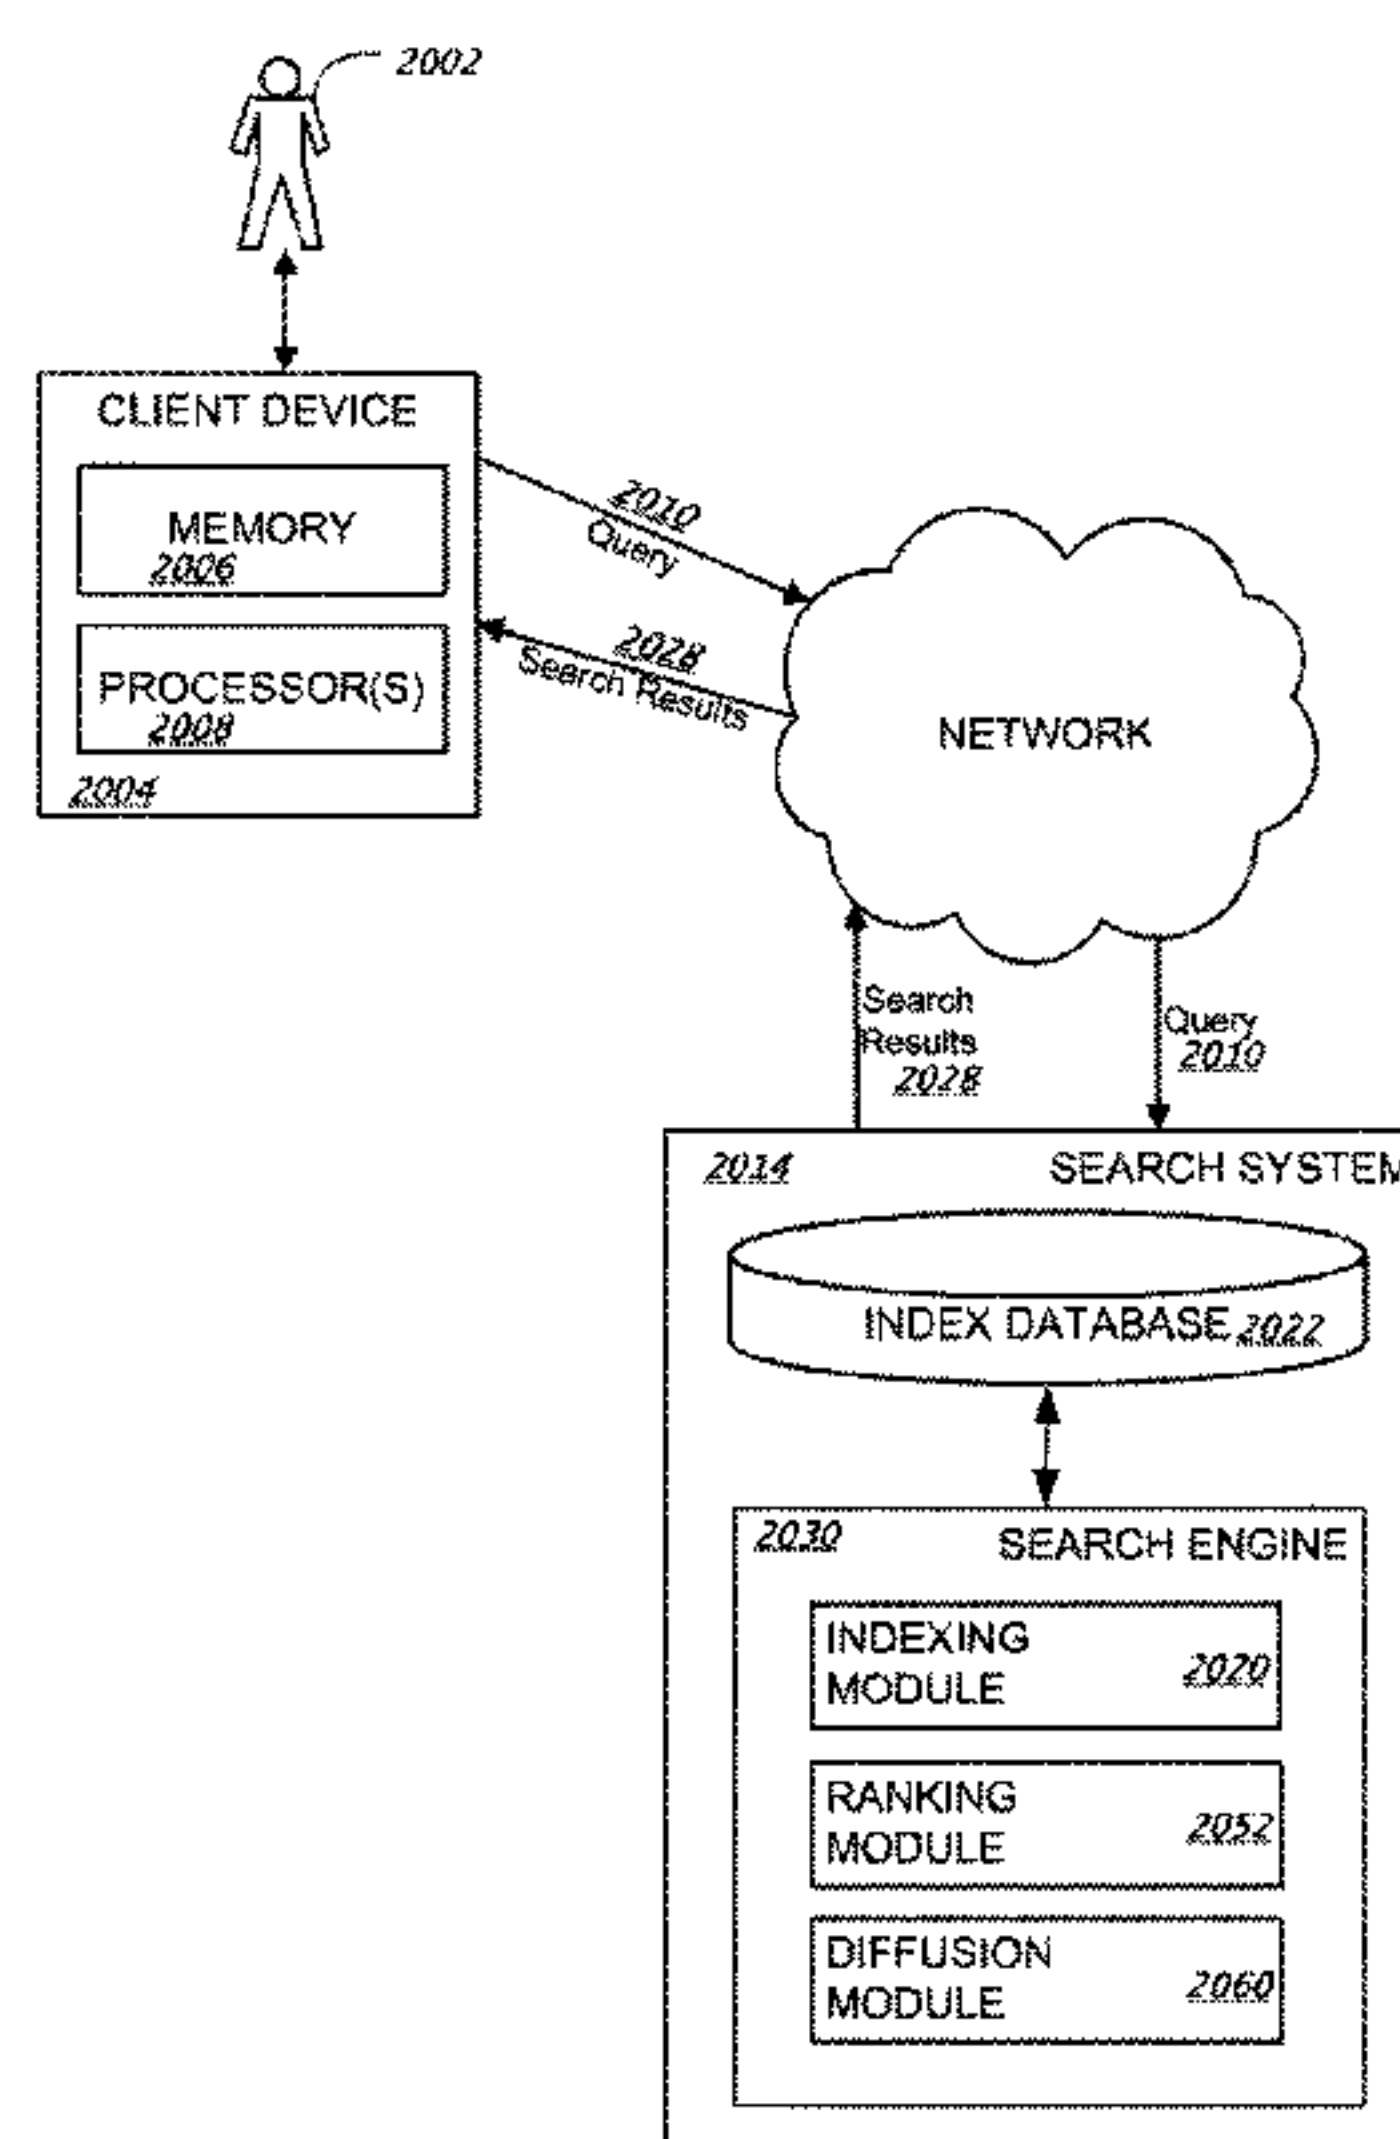 2002
CLIENT DEVICE
MEMORY
2006
PROCESSOR(S)
2008
2004
2010
Query
2028
Search Results
NETWORK
Search
Results
2028
Query
2010
2014
SEARCH SYSTEM
INDEX DATABASE 2022
2030
SEARCH ENGINE
INDEXING
MODULE
2020
RANKING
MODULE
2052
DIFFUSION
MODULE
2060